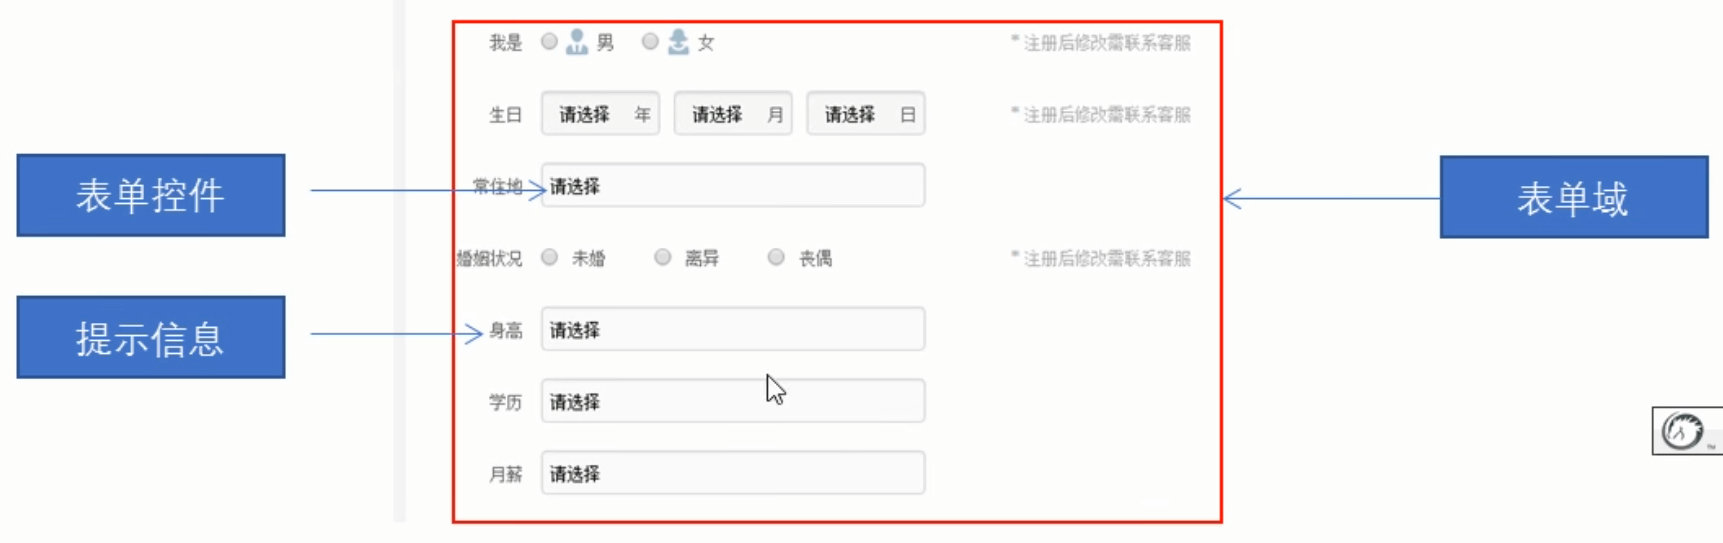 我是 男 女 * 注册后修改需联系客服
生日 请选择 年 请选择 月 请选择 日 * 注册后修改需联系客服
表单控件
常住地 请选择
表单域
婚姻状况 未婚 离异 丧偶 * 注册后修改需联系客服
提示信息
身高 请选择
学历 请选择
月薪 请选择